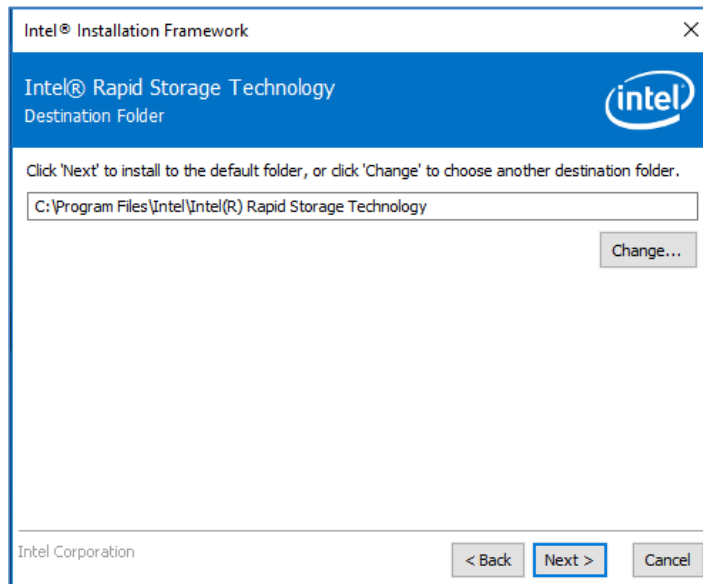 Intel® Installation Framework
Intel® Rapid Storage Technology
Destination Folder
intel
Click 'Next' to install to the default folder, or click 'Change' to choose another destination folder.
C:\Program Files\Intel\Intel(R) Rapid Storage Technology
Change...
Intel Corporation
< Back
Next >
Cancel